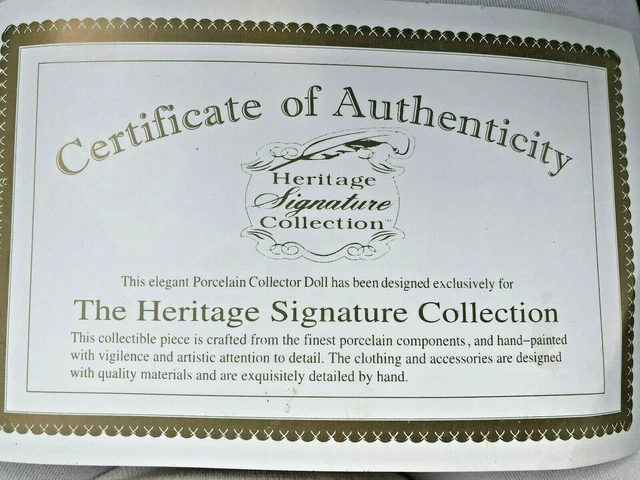 Certificate of Authenticity
Heritage
Signature
Collection™
This elegant Porcelain Collector Doll has been designed exclusively for
The Heritage Signature Collection
This collectible piece is crafted from the finest porcelain components, and hand-painted
with vigilence and artistic attention to detail. The clothing and accessories are designed
with quality materials and are exquisitely detailed by hand.